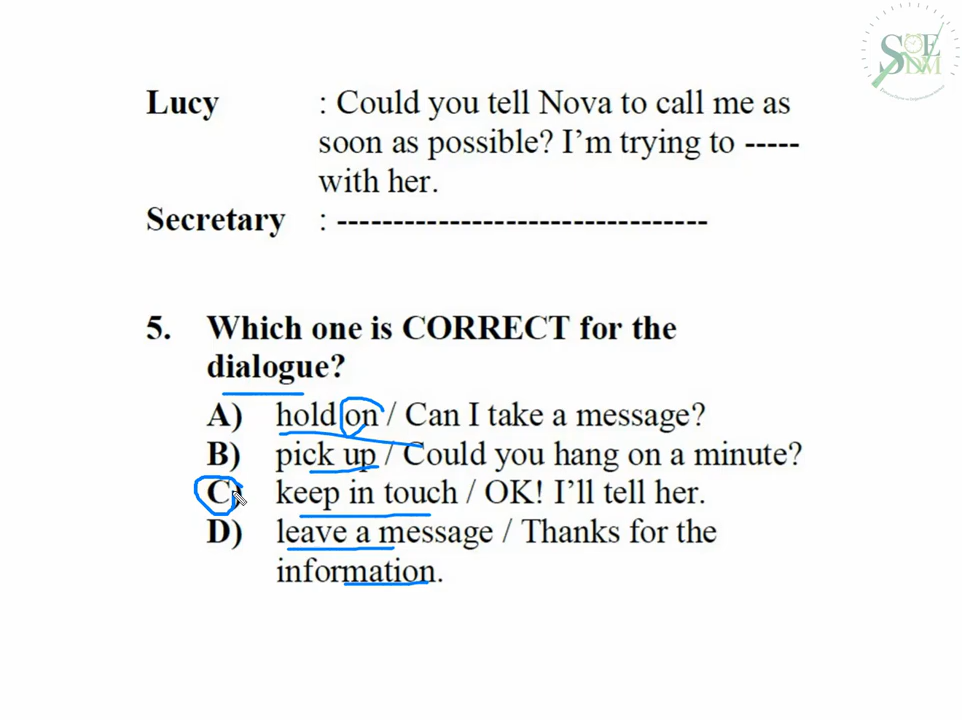 SE
DM
Lucy : Could you tell Nova to call me as
soon as possible? I'm trying to -----
with her.
Secretary : ---------------------------------
5. Which one is CORRECT for the
dialogue?
A) hold on / Can I take a message?
B) pick up / Could you hang on a minute?
C) keep in touch / OK! I'll tell her.
D) leave a message / Thanks for the
information.